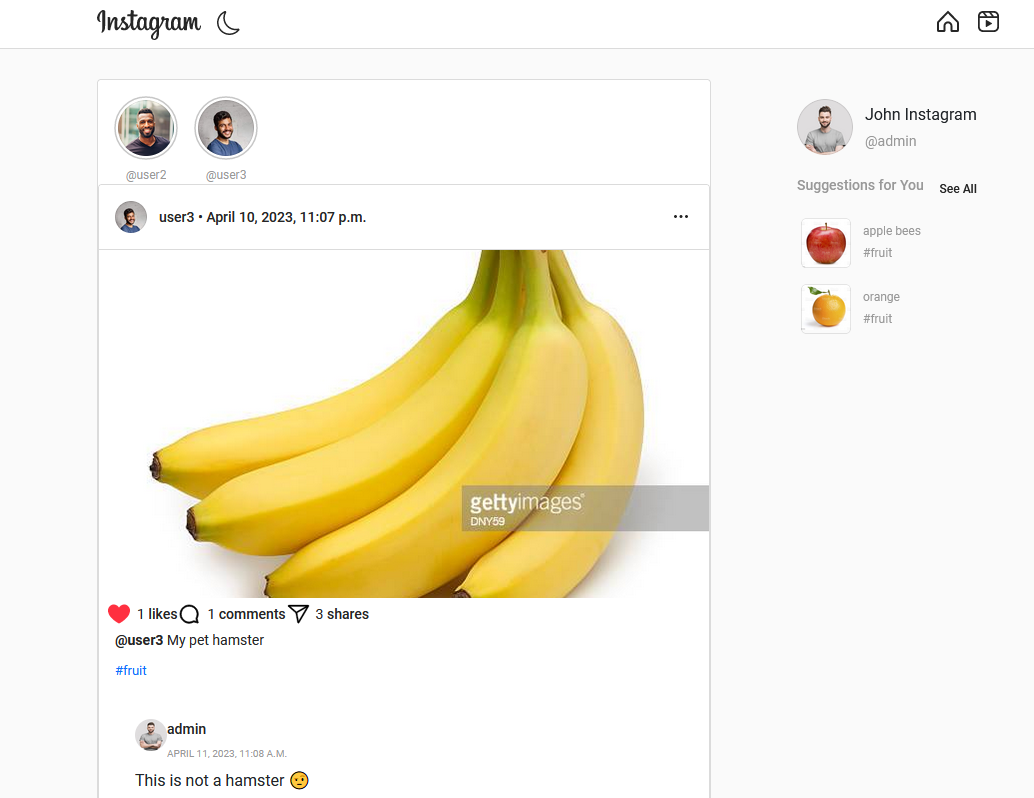 Instagram
@user2 @user3
John Instagram
@admin
Suggestions for You See All
apple bees
#fruit
orange
#fruit
user3 • April 10, 2023, 11:07 p.m.
gettyimages®
DNY59
1 likes 1 comments 3 shares
@user3 My pet hamster
#fruit
admin
APRIL 11, 2023, 11:08 A.M.
This is not a hamster 🤨